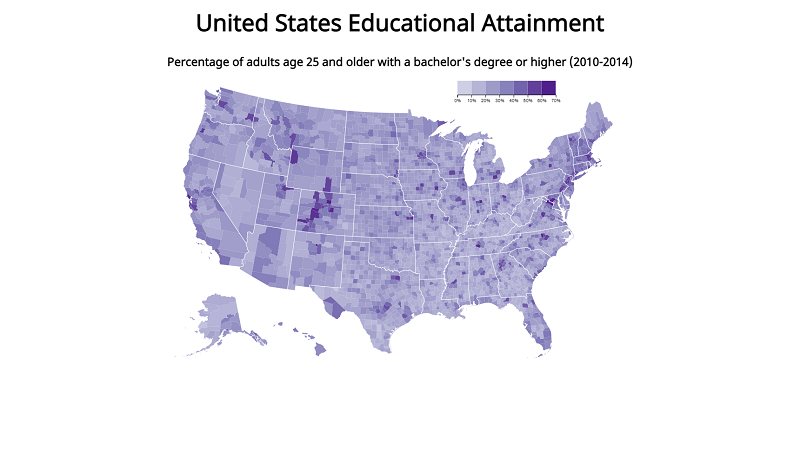 United States Educational Attainment
Percentage of adults age 25 and older with a bachelor's degree or higher (2010-2014)
0% 10% 20% 30% 40% 50% 60% 70%